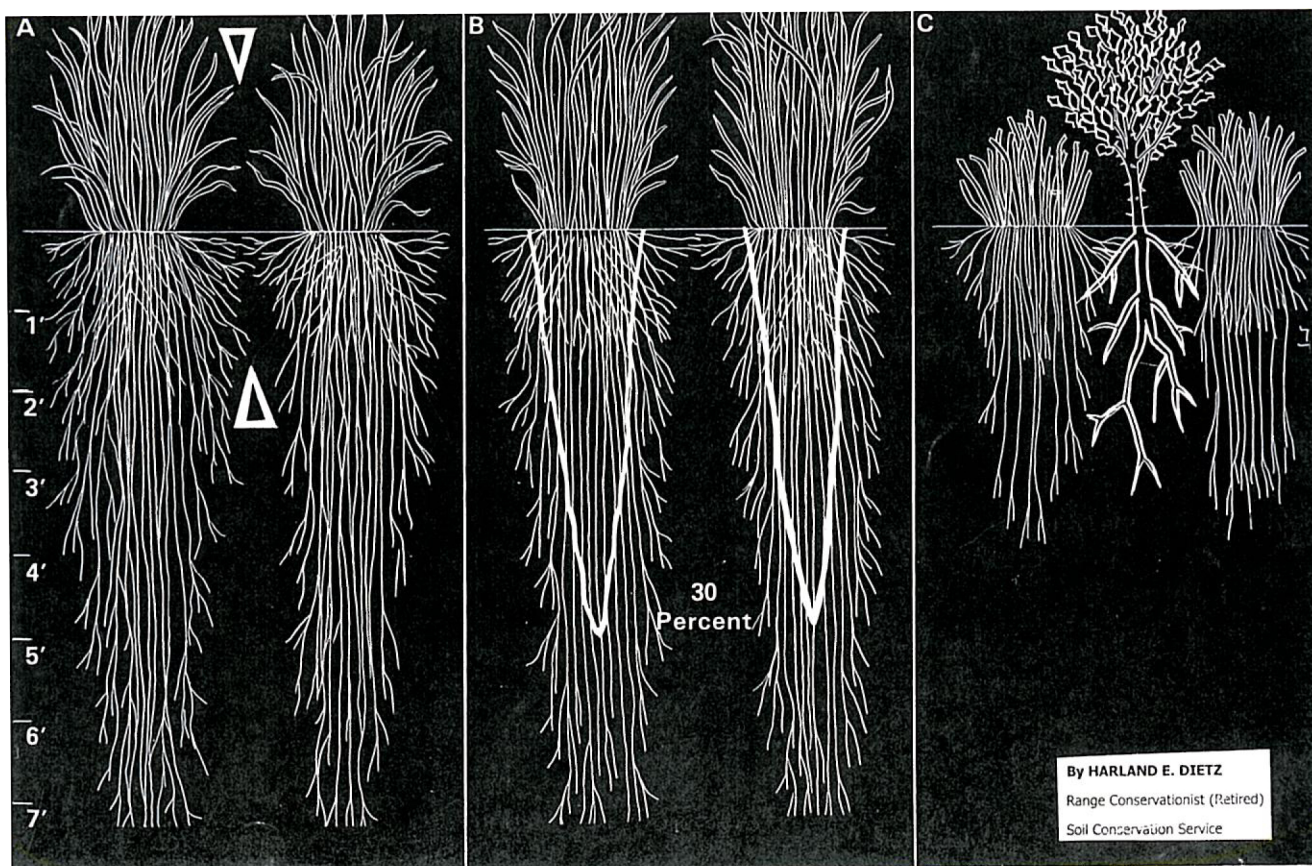 A
B
C
1'
2'
3'
4'
5'
6'
7'
30
Percent
By HARLAND E. DIETZ
Range Conservationist (Retired)
Soil Conservation Service